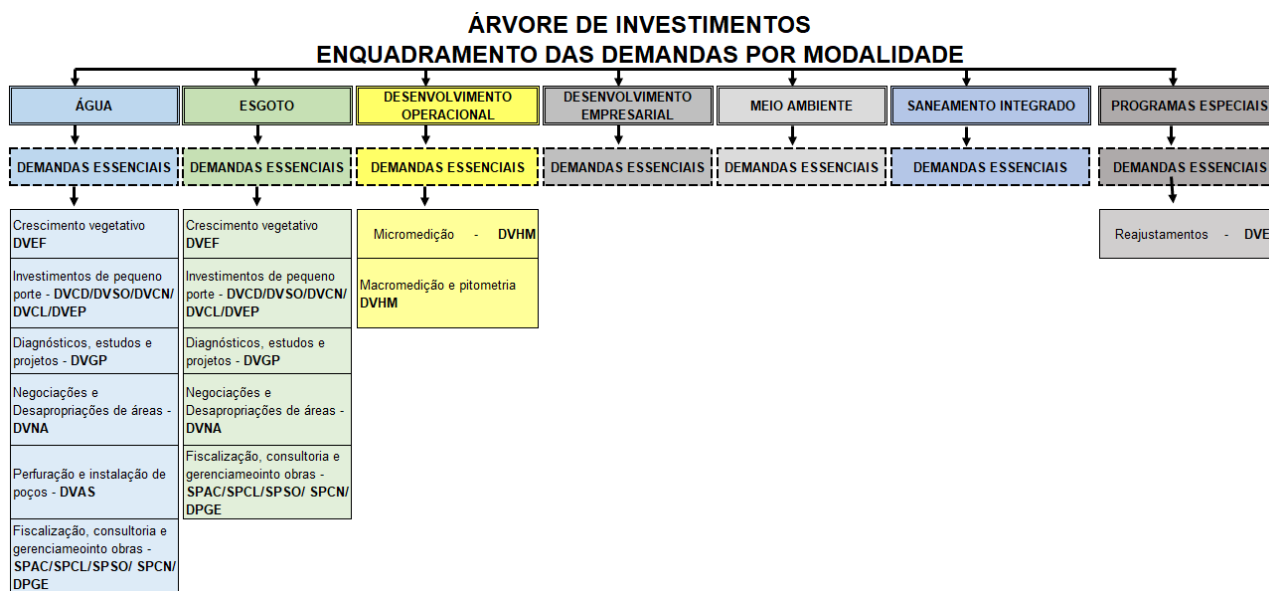 ÁRVORE DE INVESTIMENTOS
ENQUADRAMENTO DAS DEMANDAS POR MODALIDADE
ÁGUA
ESGOTO
DESENVOLVIMENTO
OPERACIONAL
DESENVOLVIMENTO
EMPRESARIAL
MEIO AMBIENTE
SANEAMENTO INTEGRADO
PROGRAMAS ESPECIAIS
DEMANDAS ESSENCIAIS
DEMANDAS ESSENCIAIS
DEMANDAS ESSENCIAIS
DEMANDAS ESSENCIAIS
DEMANDAS ESSENCIAIS
DEMANDAS ESSENCIAIS
DEMANDAS ESSENCIAIS
Crescimento vegetativo
DVEF
Investimentos de pequeno
porte - DVCD/DVSO/DVCN/
DVCL/DVEP
Diagnósticos, estudos e
projetos - DVGP
Negociações e
Desapropriações de áreas -
DVNA
Perfuração e instalação de
poços - DVAS
Fiscalização, consultoria e
gerenciameointo obras -
SPAC/SPCL/SPSO/ SPCN/
DPGE
Crescimento vegetativo
DVEF
Investimentos de pequeno
porte - DVCD/DVSO/DVCN/
DVCL/DVEP
Diagnósticos, estudos e
projetos - DVGP
Negociações e
Desapropriações de áreas -
DVNA
Fiscalização, consultoria e
gerenciameointo obras -
SPAC/SPCL/SPSO/ SPCN/
DPGE
Micromedição - DVHM
Macromedição e pitometria
DVHM
Reajustamentos -